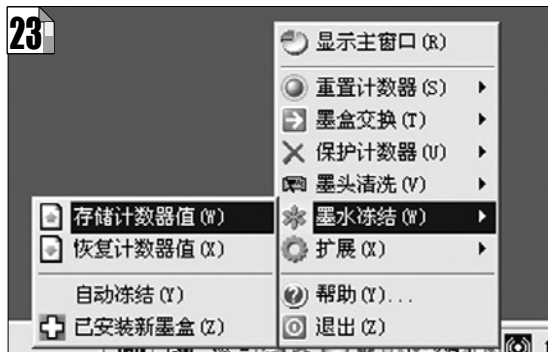 23
显示主窗口(R)
重置计数器(S)
墨盒交换(T)
保护计数器(U)
墨头清洗(V)
墨水冻结(W)
扩展(X)
帮助(Y)...
退出(Z)
存储计数器值(W)
恢复计数器值(X)
自动冻结(Y)
已安装新墨盒(Z)